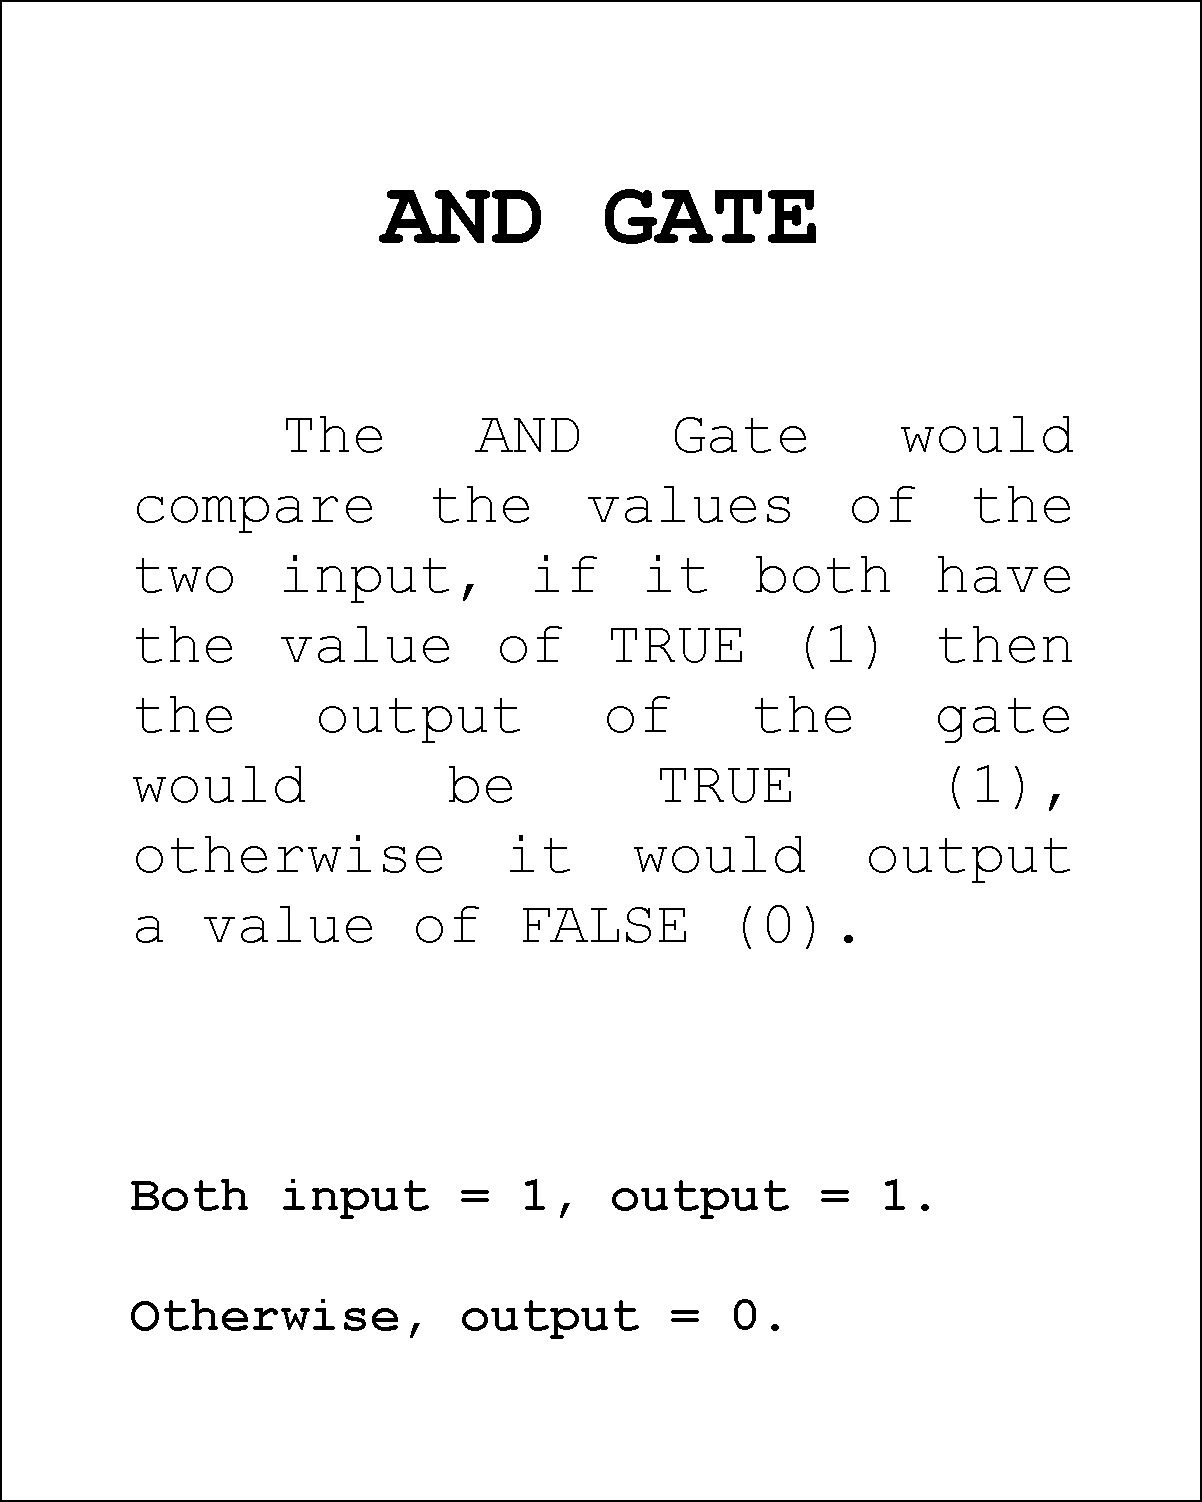 AND GATE
The AND Gate would
compare the values of the
two input, if it both have
the value of TRUE (1) then
the output of the gate
would be TRUE (1),
otherwise it would output
a value of FALSE (0).
Both input = 1, output = 1.
Otherwise, output = 0.